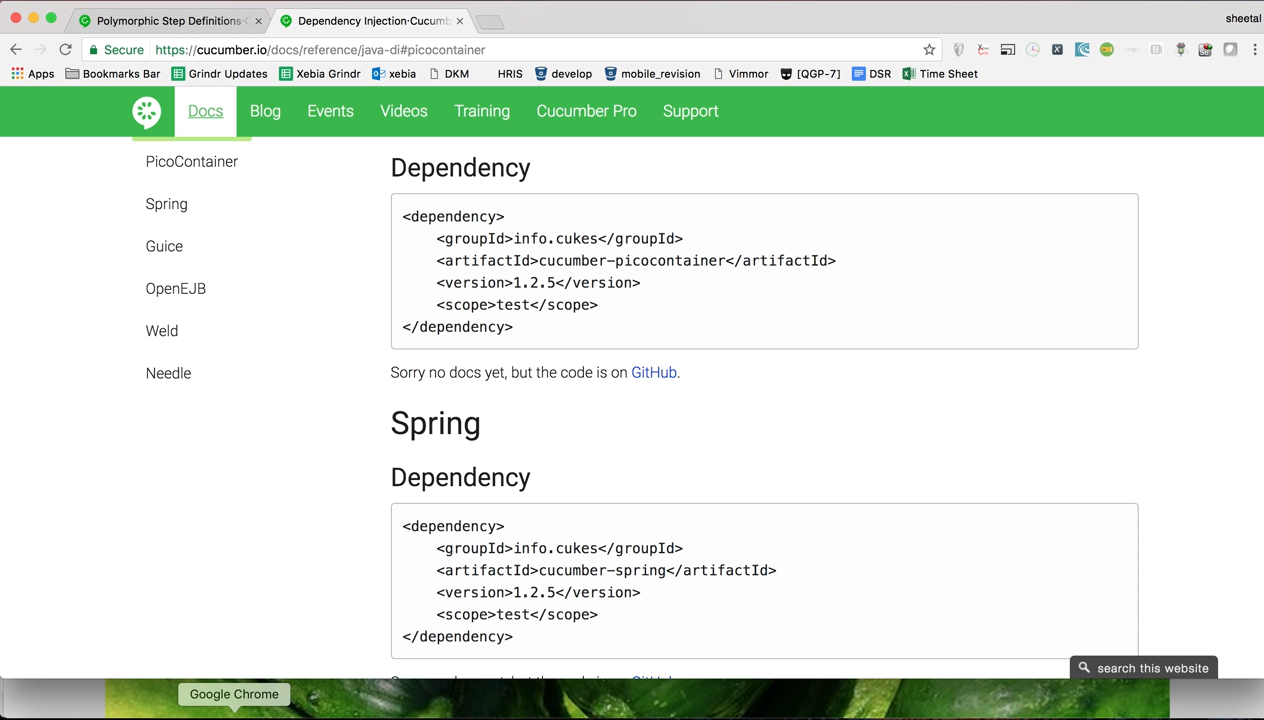 Polymorphic Step Definitions·C
Dependency Injection·Cucumb
sheetal
Secure https://cucumber.io/docs/reference/java-di#picocontainer
Apps Bookmarks Bar Grindr Updates Xebia Grindr xebia DKM HRIS develop mobile_revision Vimmor [QGP-7] DSR Time Sheet
Docs Blog Events Videos Training Cucumber Pro Support
PicoContainer
Spring
Guice
OpenEJB
Weld
Needle
Dependency
<dependency>
    <groupId>info.cukes</groupId>
    <artifactId>cucumber-picocontainer</artifactId>
    <version>1.2.5</version>
    <scope>test</scope>
</dependency>
Sorry no docs yet, but the code is on GitHub.
Spring
Dependency
<dependency>
    <groupId>info.cukes</groupId>
    <artifactId>cucumber-spring</artifactId>
    <version>1.2.5</version>
    <scope>test</scope>
</dependency>
search this website
Google Chrome